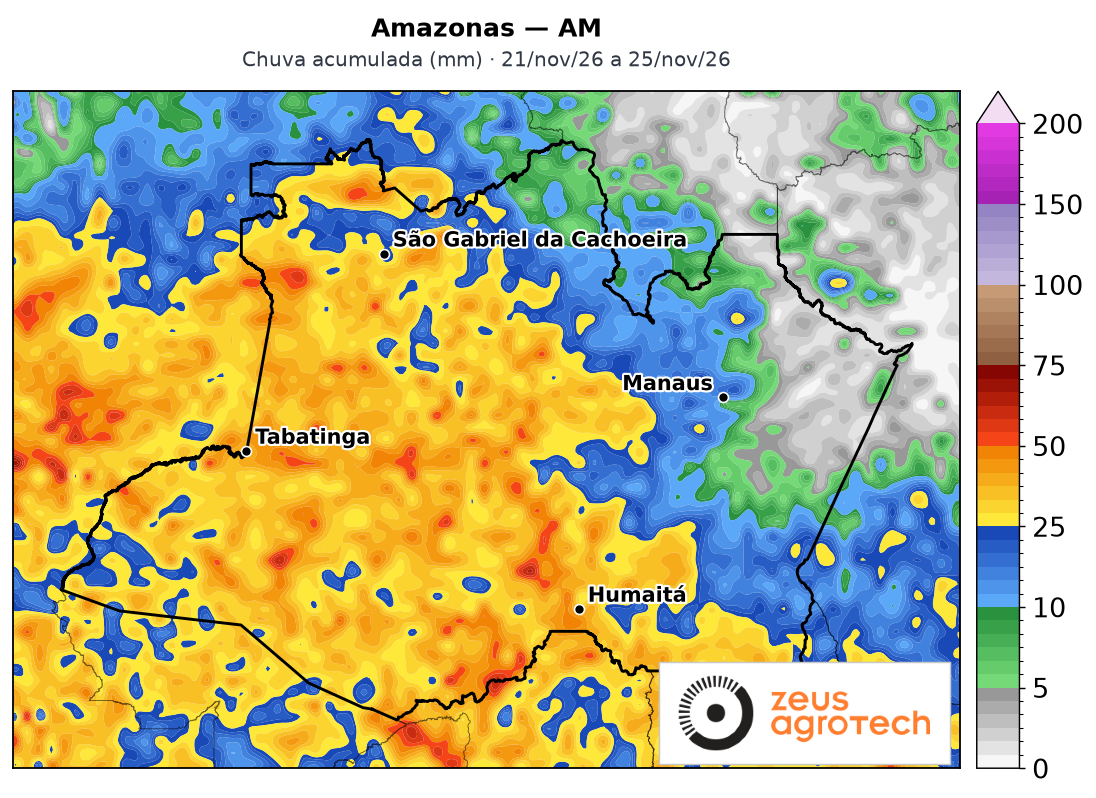 Amazonas — AM
Chuva acumulada (mm) · 21/nov/26 a 25/nov/26
São Gabriel da Cachoeira
Manaus
Tabatinga
Humaitá
200
150
100
75
50
25
10
5
0
zeus
agrotech